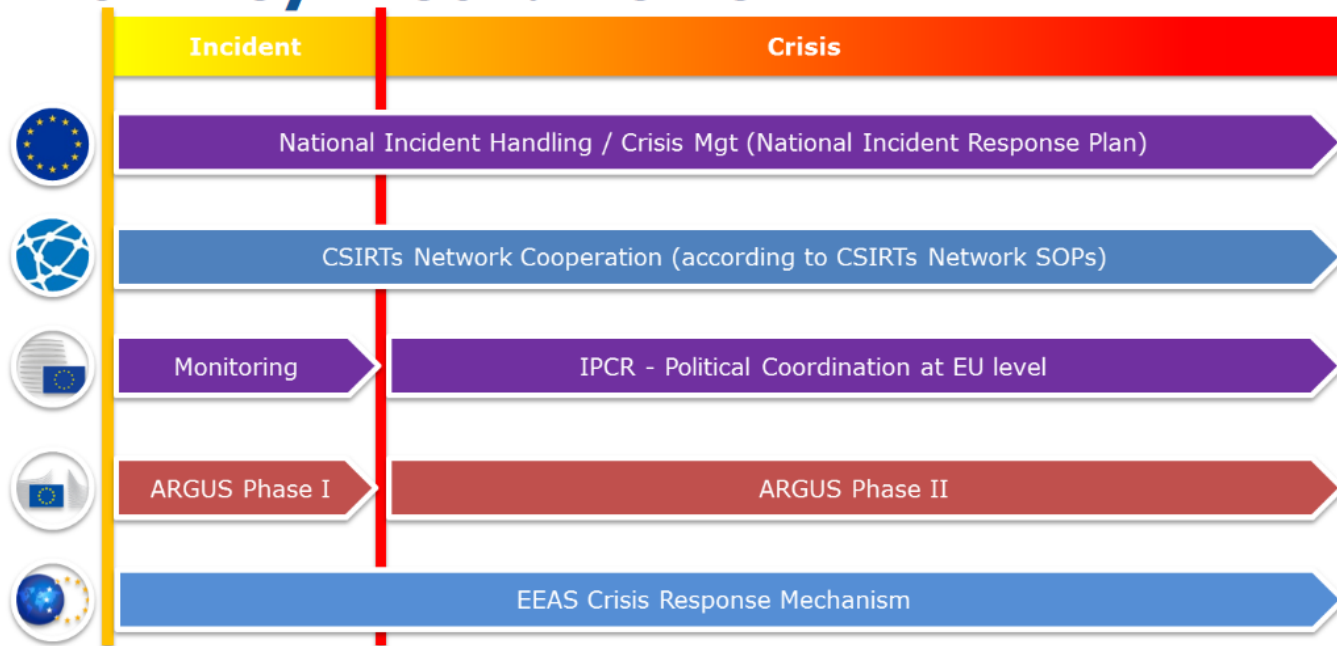 Incident Crisis
National Incident Handling / Crisis Mgt (National Incident Response Plan)
CSIRTs Network Cooperation (according to CSIRTs Network SOPs)
Monitoring IPCR - Political Coordination at EU level
ARGUS Phase I ARGUS Phase II
EEAS Crisis Response Mechanism